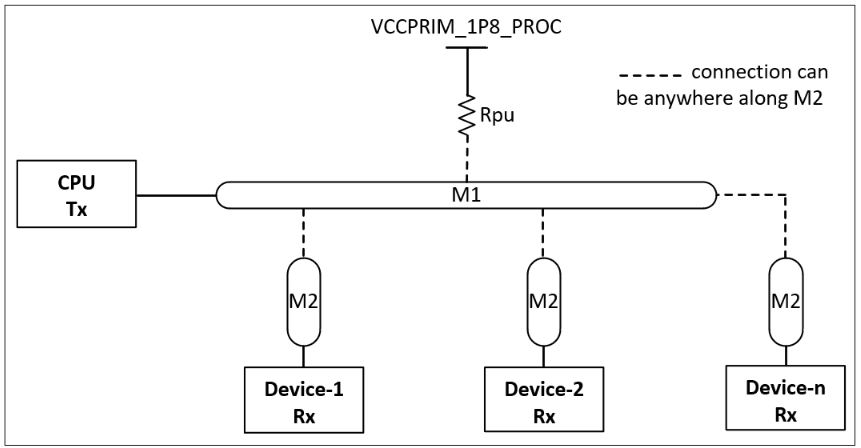 VCCPRIM_1P8_PROC
connection can
be anywhere along M2
Rpu
CPU
Tx
M1
M2
M2
M2
Device-1
Rx
Device-2
Rx
Device-n
Rx